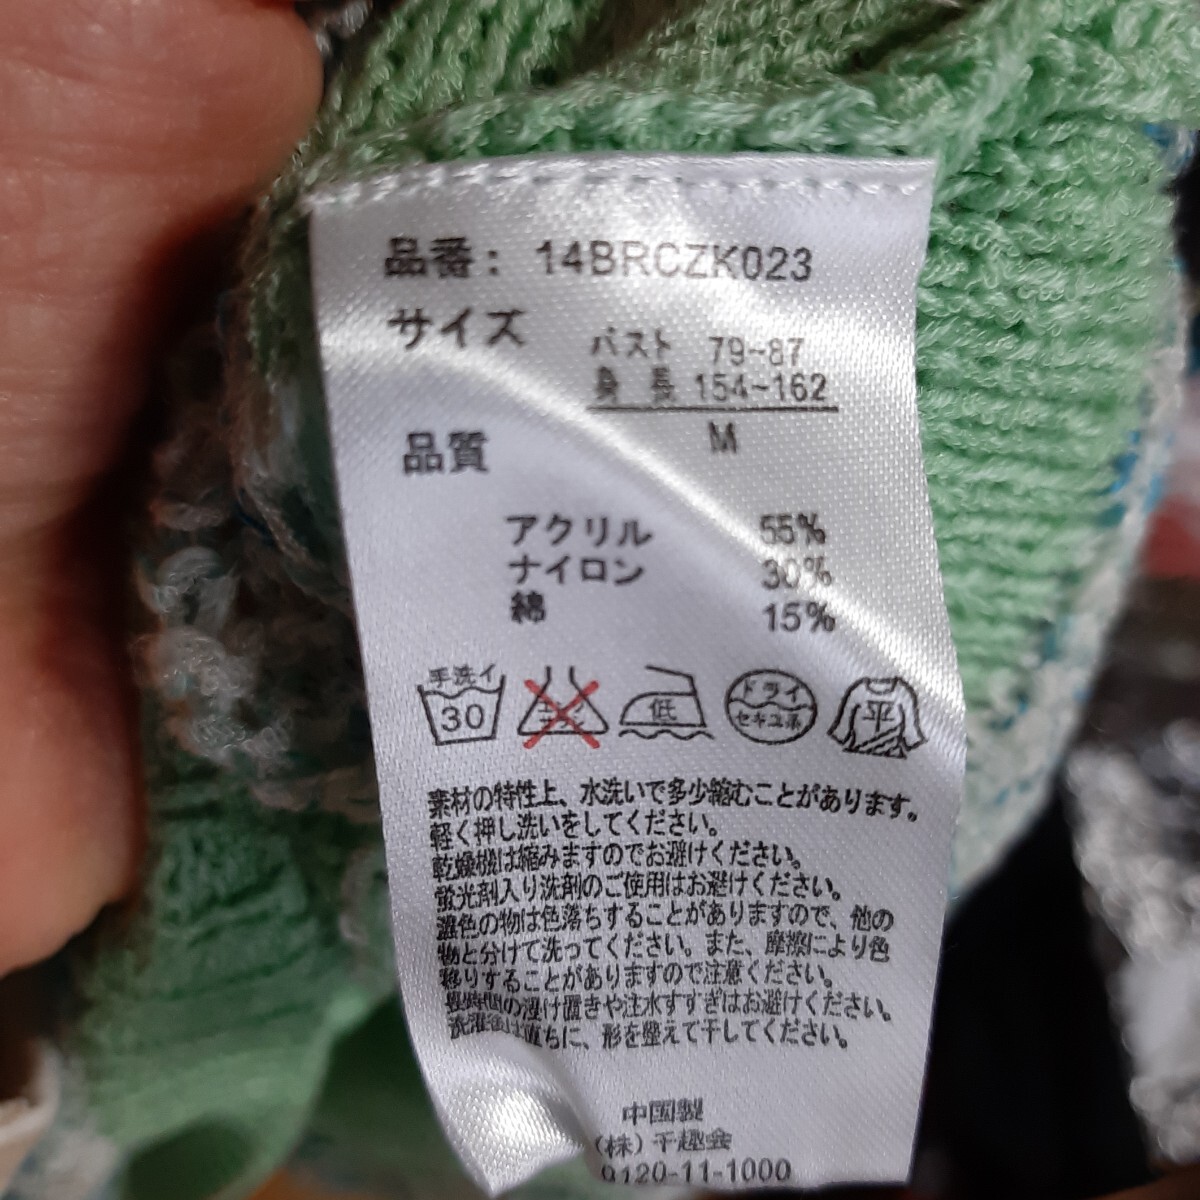 品番: 14BRCZK023
サイズ
バスト 79~87
身 長 154~162
M
品質
アクリル 55%
ナイロン 30%
綿 15%
手洗イ
30
低
ドライ
セキユ系
平
素材の特性上、水洗いで多少縮むことがあります。
軽く押し洗いをしてください。
乾燥機は縮みますのでお避けください。
蛍光剤入り洗剤のご使用はお避けください。
濃色の物は色落ちすることがありますので、他の
物と分けて洗ってください。また、摩擦により色
移りすることがありますので注意ください。
長時間の浸け置きや注水すすぎはお避けください。
洗濯後は直ちに、形を整えて干してください。
中国製
(株)千趣会
0120-11-1000